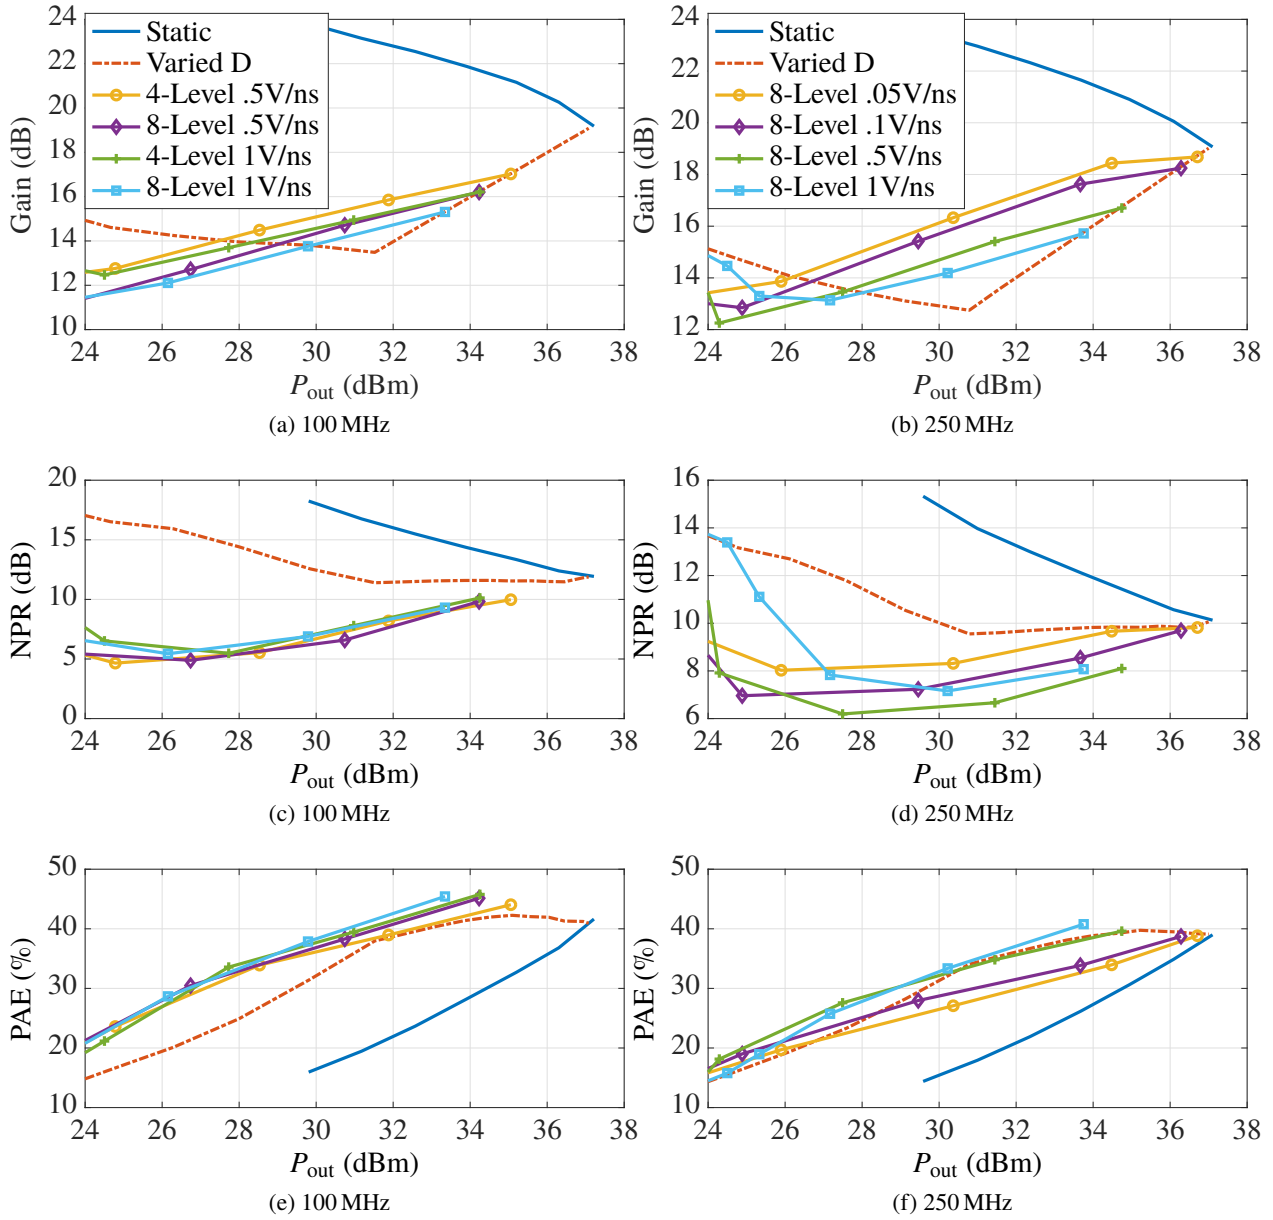 24
22
20
18
16
14
12
10
Gain (dB)
Static
Varied D
4-Level .5V/ns
8-Level .5V/ns
4-Level 1V/ns
8-Level 1V/ns
24 26 28 30 32 34 36 38
P_out (dBm)
(a) 100 MHz
24
22
20
18
16
14
12
Gain (dB)
Static
Varied D
8-Level .05V/ns
8-Level .1V/ns
8-Level .5V/ns
8-Level 1V/ns
24 26 28 30 32 34 36 38
P_out (dBm)
(b) 250 MHz
20
15
10
5
0
NPR (dB)
24 26 28 30 32 34 36 38
P_out (dBm)
(c) 100 MHz
16
14
12
10
8
6
NPR (dB)
24 26 28 30 32 34 36 38
P_out (dBm)
(d) 250 MHz
50
40
30
20
10
PAE (%)
24 26 28 30 32 34 36 38
P_out (dBm)
(e) 100 MHz
50
40
30
20
10
PAE (%)
24 26 28 30 32 34 36 38
P_out (dBm)
(f) 250 MHz